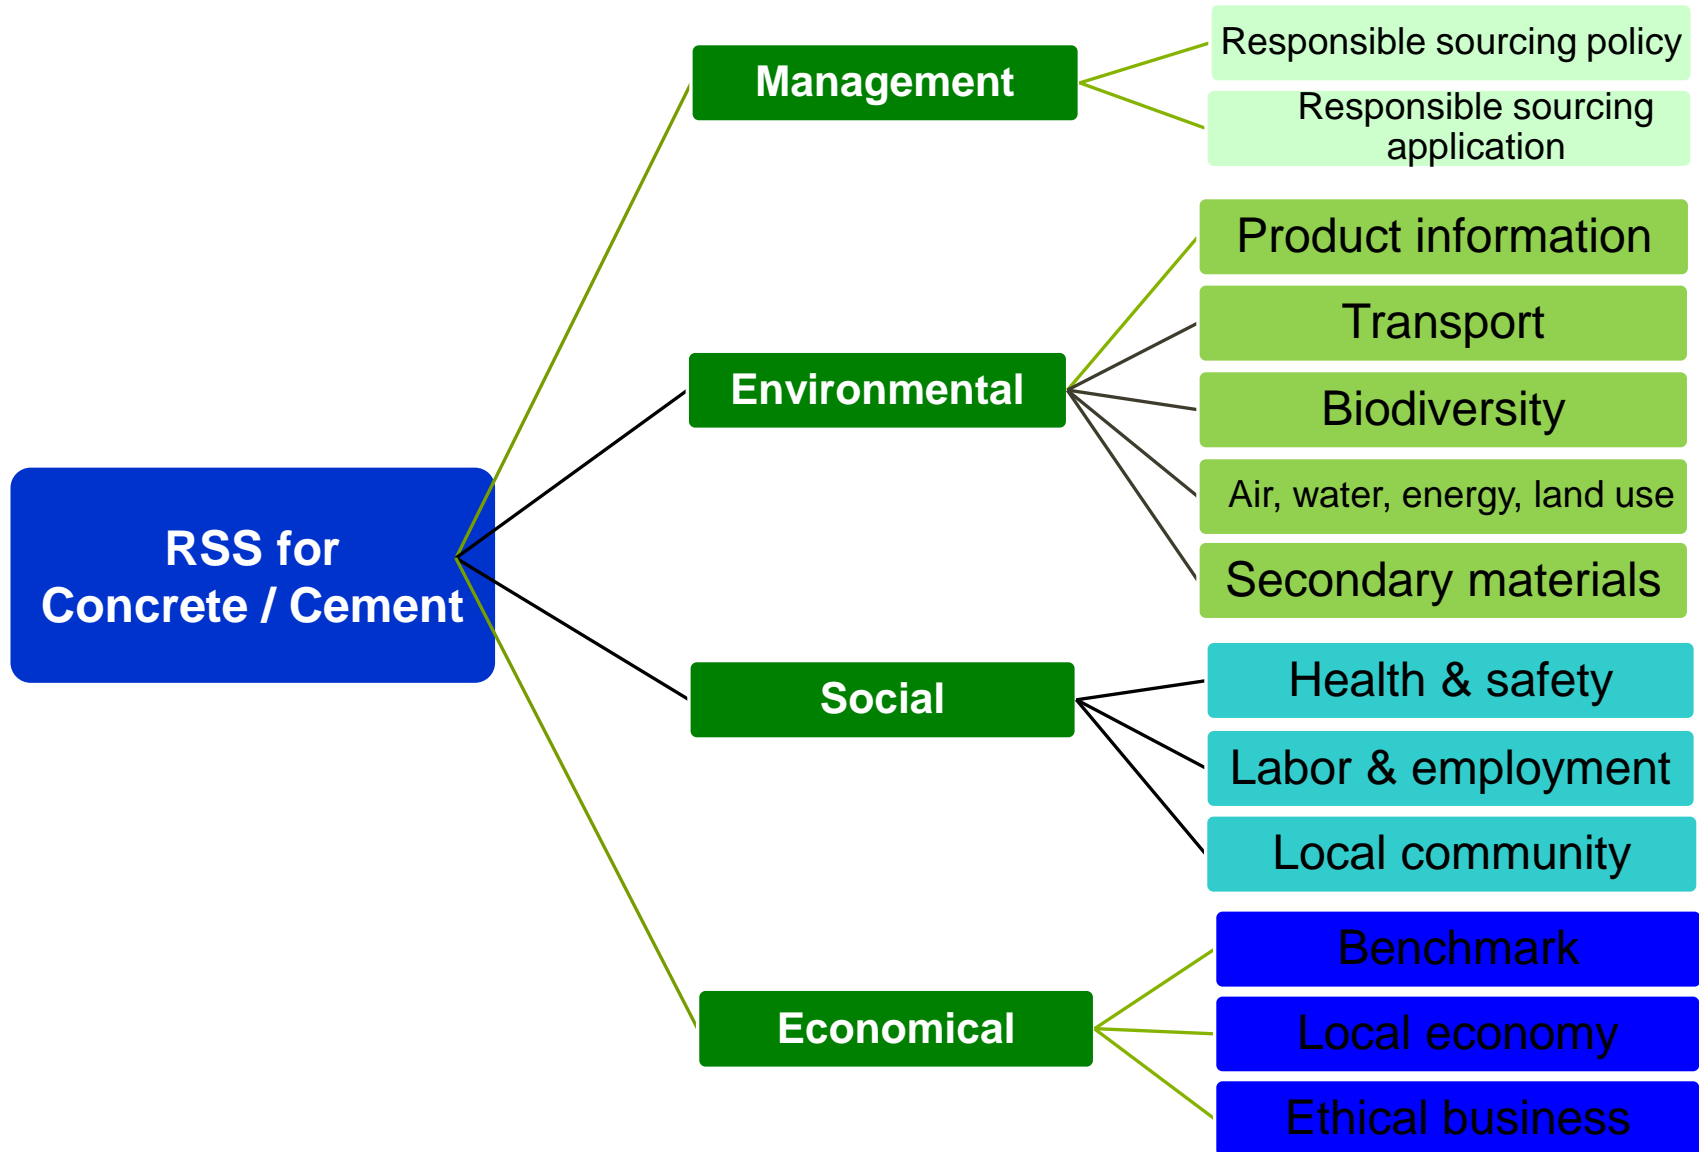 RSS for
Concrete / Cement
Management
Responsible sourcing policy
Responsible sourcing
application
Environmental
Product information
Transport
Biodiversity
Air, water, energy, land use
Secondary materials
Social
Health & safety
Labor & employment
Local community
Economical
Benchmark
Local economy
Ethical business